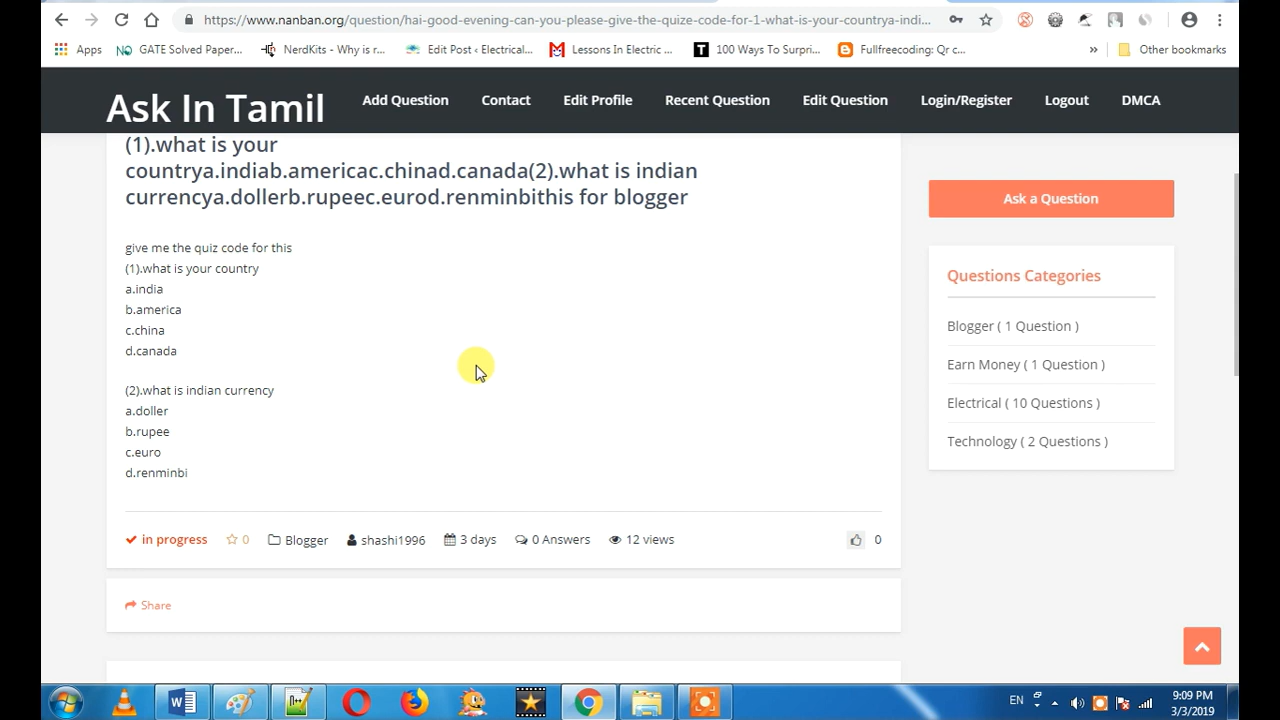 https://www.nanban.org/question/hai-good-evening-can-you-please-give-the-quize-code-for-1-what-is-your-countrya-indi...
Apps GATE Solved Paper... NerdKits - Why is r... Edit Post ‹ Electrical... Lessons In Electric ... 100 Ways To Surpri... Fullfreecoding: Qr c... » Other bookmarks
Ask In Tamil Add Question Contact Edit Profile Recent Question Edit Question Login/Register Logout DMCA
(1).what is your
countrya.indiab.americac.chinad.canada(2).what is indian
currencya.dollerb.rupeec.eurod.renminbithis for blogger
give me the quiz code for this
(1).what is your country
a.india
b.america
c.china
d.canada
(2).what is indian currency
a.doller
b.rupee
c.euro
d.renminbi
in progress 0 Blogger shashi1996 3 days 0 Answers 12 views 0
Share
Ask a Question
Questions Categories
Blogger ( 1 Question )
Earn Money ( 1 Question )
Electrical ( 10 Questions )
Technology ( 2 Questions )
EN 9:09 PM
3/3/2019